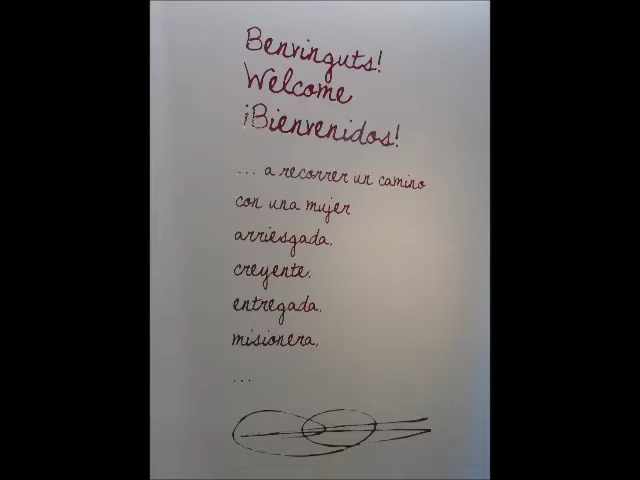 Benvinguts!
Welcome
¡Bienvenidos!
... a recorrer un camino
con una mujer
arriesgada,
creyente,
entregada,
misionera,
...